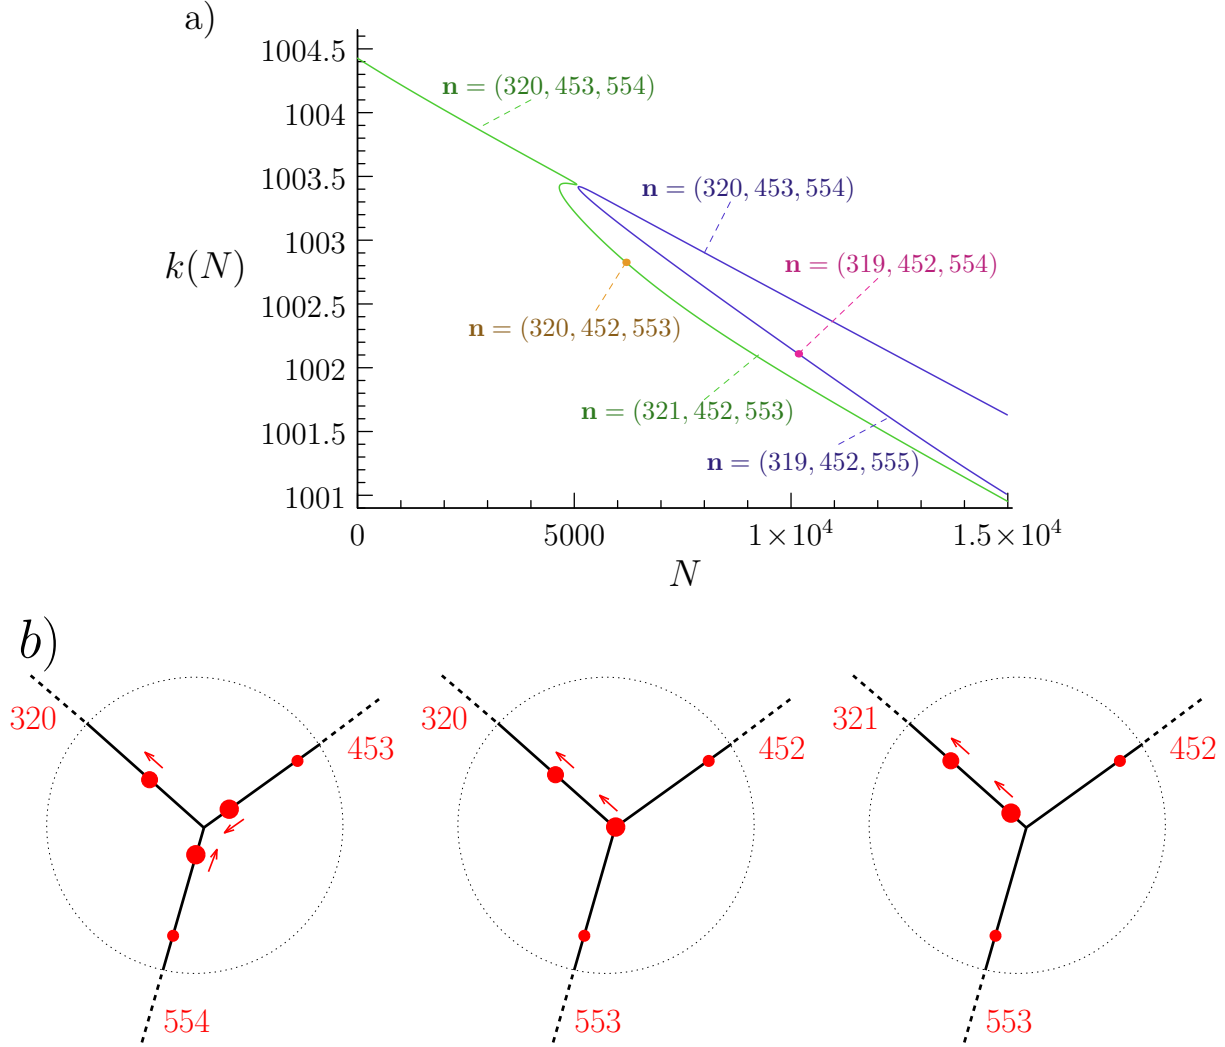 a)
1004.5
n = (320, 453, 554)
1004
1003.5
n = (320, 453, 554)
1003
k(N)
n = (319, 452, 554)
1002.5
n = (320, 452, 553)
1002
n = (321, 452, 553)
1001.5
n = (319, 452, 555)
1001
0 5000 1×10⁴ 1.5×10⁴
N
b)
320 453 554
320 452 553
321 452 553